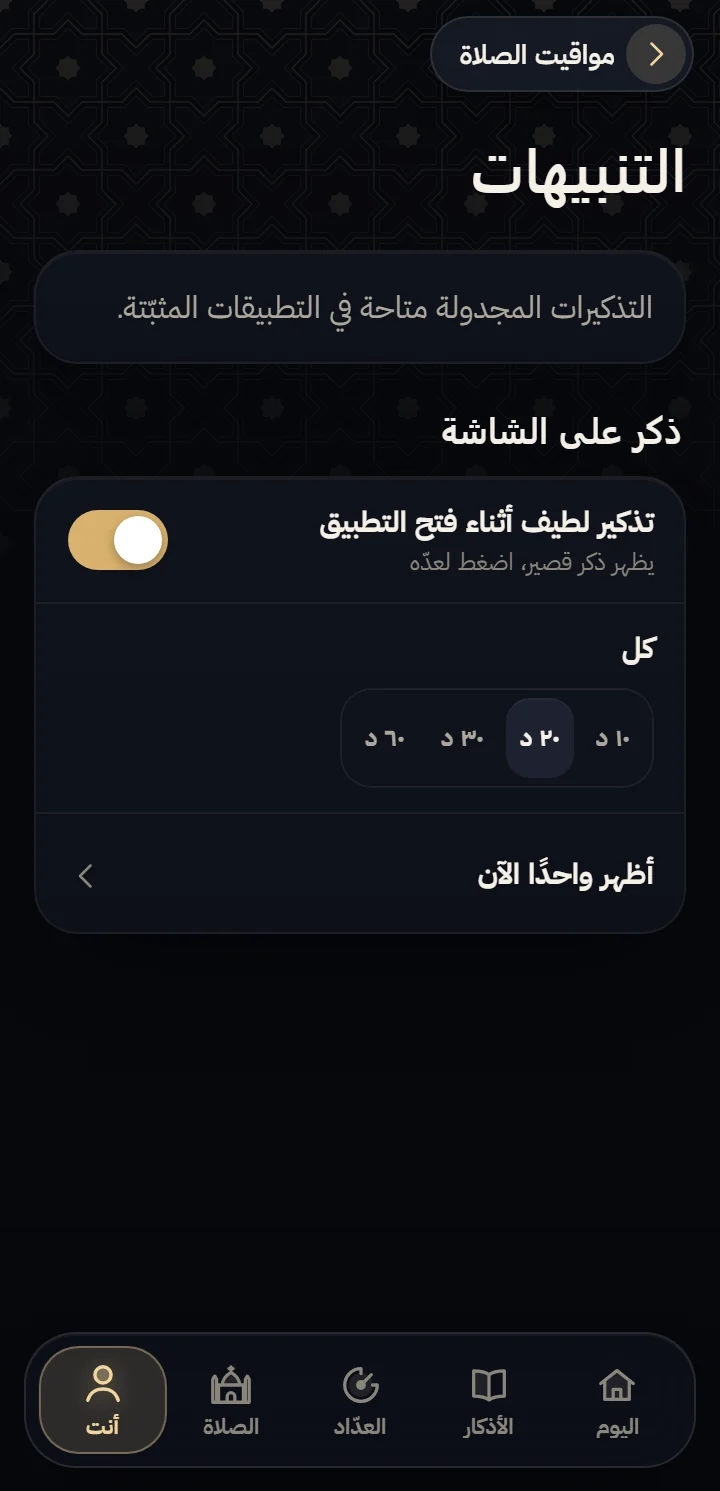 مواقيت الصلاة
التنبيهات
التذكيرات المجدولة متاحة في التطبيقات المثبّتة.
ذكر على الشاشة
تذكير لطيف أثناء فتح التطبيق
يظهر ذكر قصير، اضغط لعدّه
كل
١٠ د ٢٠ د ٣٠ د ٦٠ د
أظهر واحدًا الآن
اليوم الأذكار العدّاد الصلاة أنت